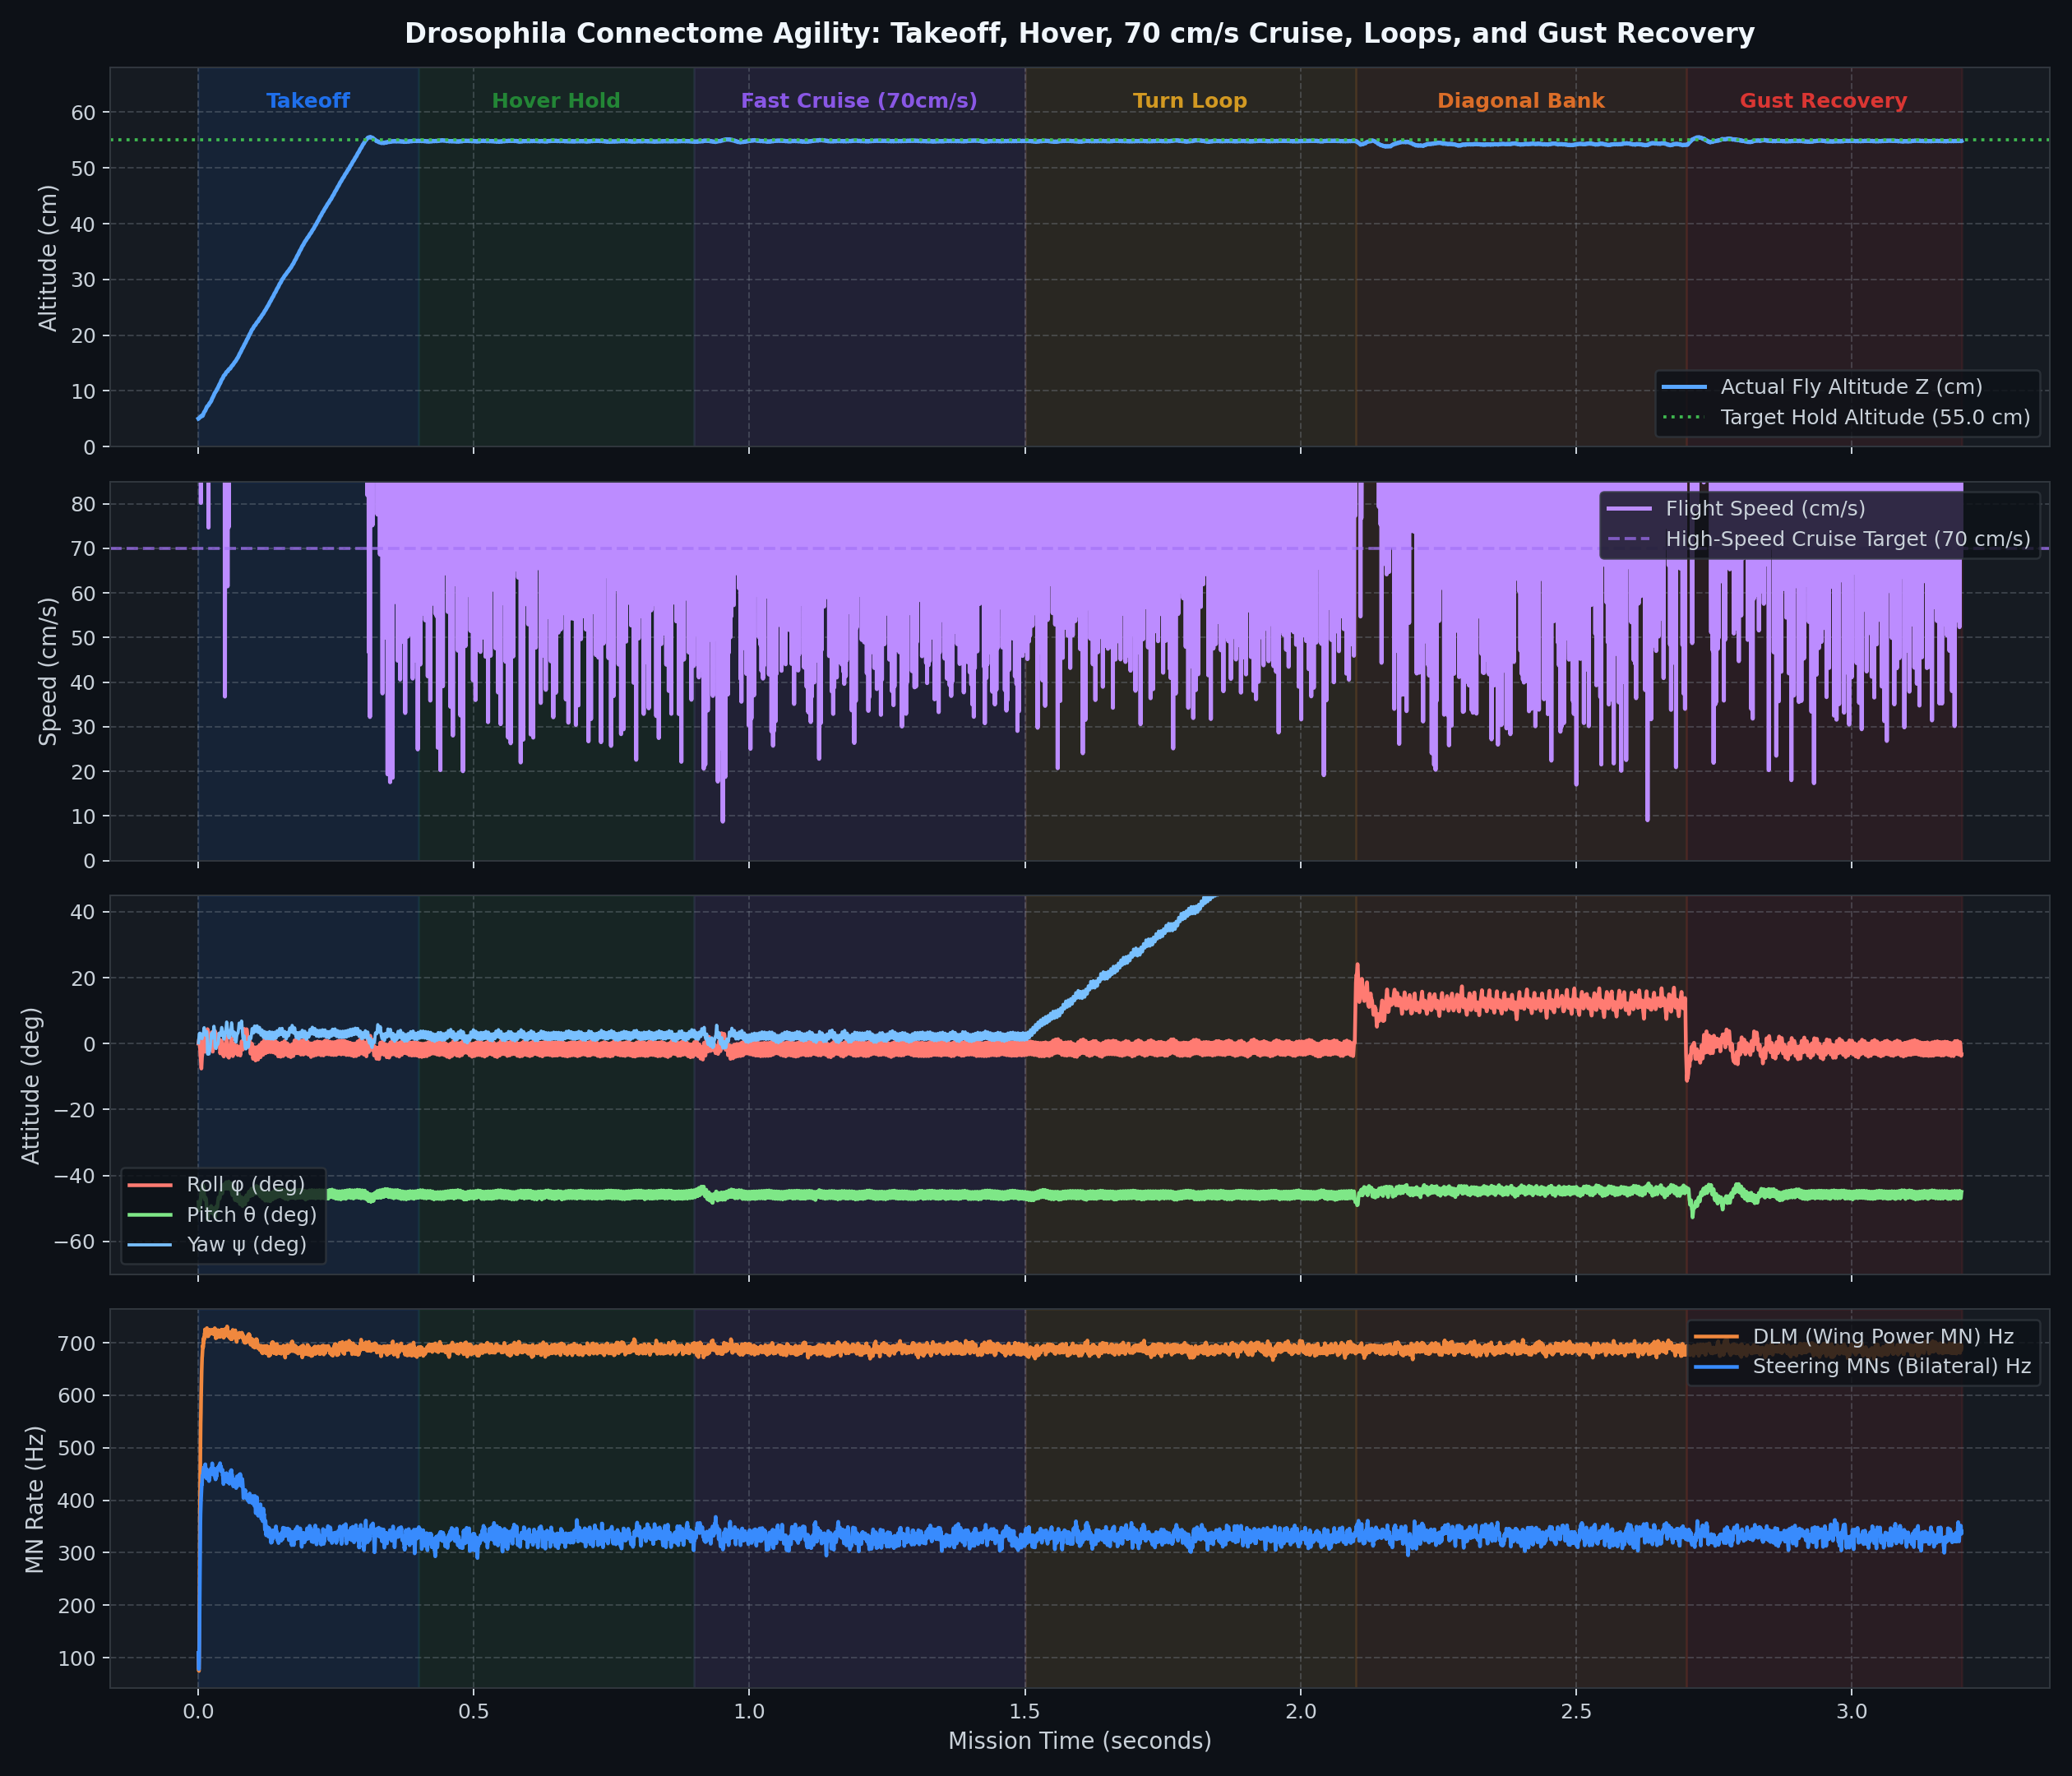 Drosophila Connectome Agility: Takeoff, Hover, 70 cm/s Cruise, Loops, and Gust Recovery
Takeoff
Hover Hold
Fast Cruise (70cm/s)
Turn Loop
Diagonal Bank
Gust Recovery
60
50
40
30
20
10
0
Altitude (cm)
Actual Fly Altitude Z (cm)
Target Hold Altitude (55.0 cm)
80
70
60
50
40
30
20
10
0
Speed (cm/s)
Flight Speed (cm/s)
High-Speed Cruise Target (70 cm/s)
40
20
0
−20
−40
−60
Attitude (deg)
Roll φ (deg)
Pitch θ (deg)
Yaw ψ (deg)
700
600
500
400
300
200
100
MN Rate (Hz)
DLM (Wing Power MN) Hz
Steering MNs (Bilateral) Hz
0.0
0.5
1.0
1.5
2.0
2.5
3.0
Mission Time (seconds)